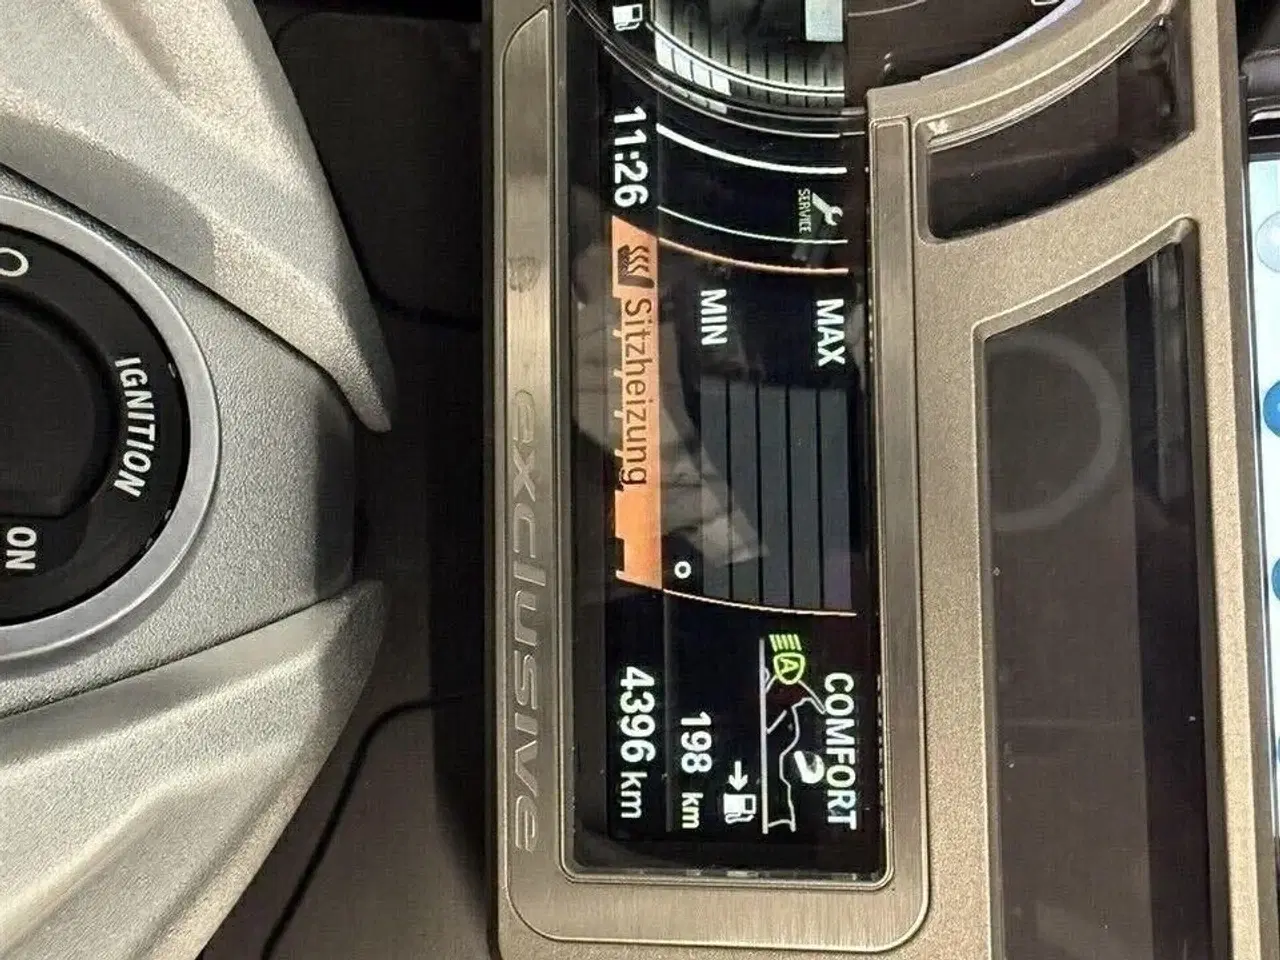 11:26
SERVICE
Sitzheizung
MIN
MAX
COMFORT
A
198 km
4396 km
exclusive
IGNITION
ON